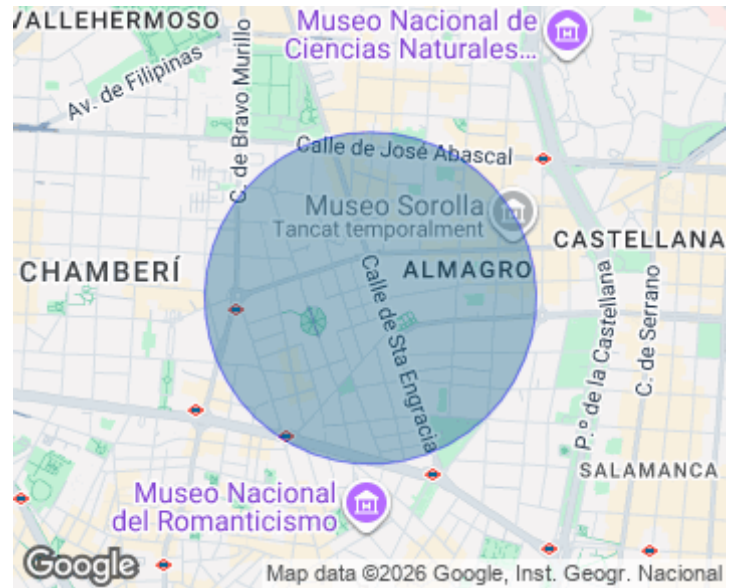 VALLEHERMOSO
Museo Nacional de
Ciencias Naturales...
Av. de Filipinas
C. de Bravo Murillo
Calle de José Abascal
Museo Sorolla
Tancat temporalment
CASTELLANA
CHAMBERÍ
ALMAGRO
Calle de Sta Engracia
P.º de la Castellana
C. de Serrano
SALAMANCA
Museo Nacional
del Romanticismo
Google
Map data ©2026 Google, Inst. Geogr. Nacional